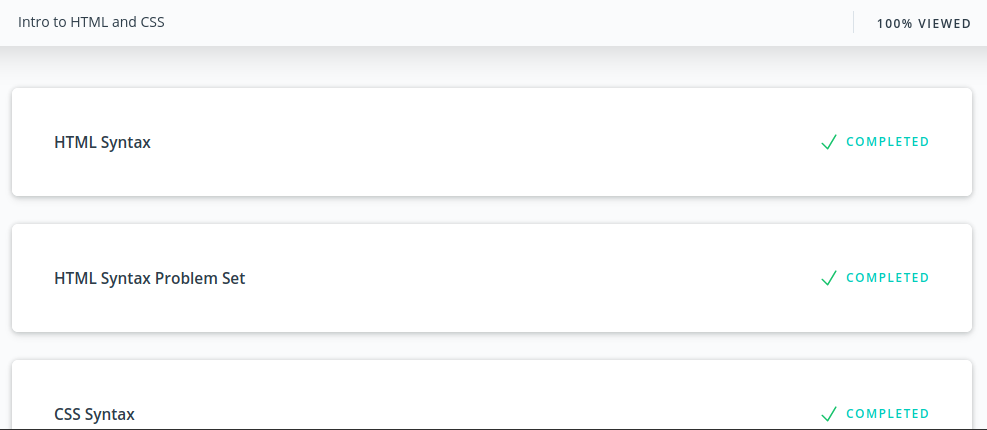 Intro to HTML and CSS
100% VIEWED
HTML Syntax
COMPLETED
HTML Syntax Problem Set
COMPLETED
CSS Syntax
COMPLETED